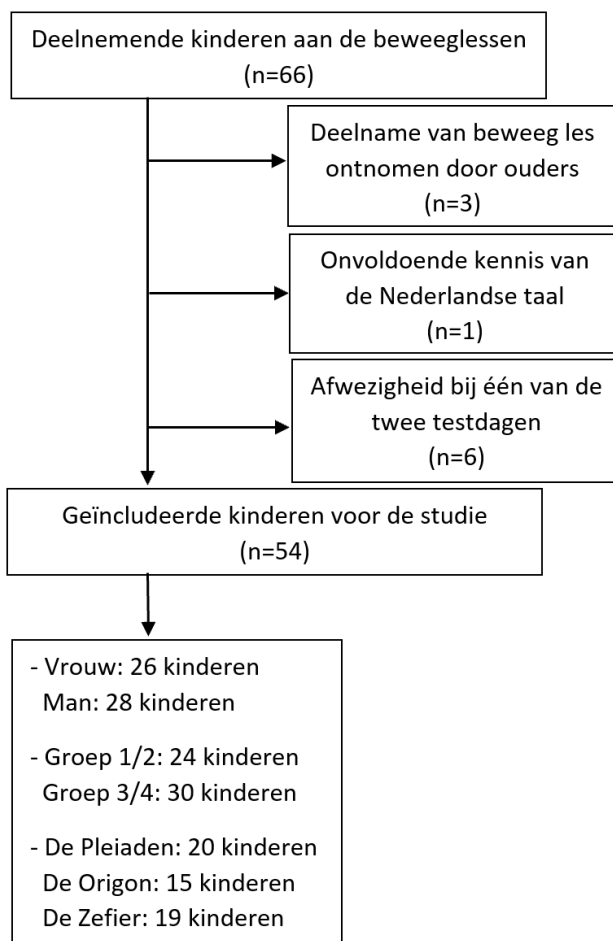 Deelnemende kinderen aan de beweeglessen
(n=66)
Deelname van beweeg les
ontnomen door ouders
(n=3)
Onvoldoende kennis van
de Nederlandse taal
(n=1)
Afwezigheid bij één van de
twee testdagen
(n=6)
Geïncludeerde kinderen voor de studie
(n=54)
- Vrouw: 26 kinderen
Man: 28 kinderen
- Groep 1/2: 24 kinderen
Groep 3/4: 30 kinderen
- De Pleiaden: 20 kinderen
De Origon: 15 kinderen
De Zefier: 19 kinderen